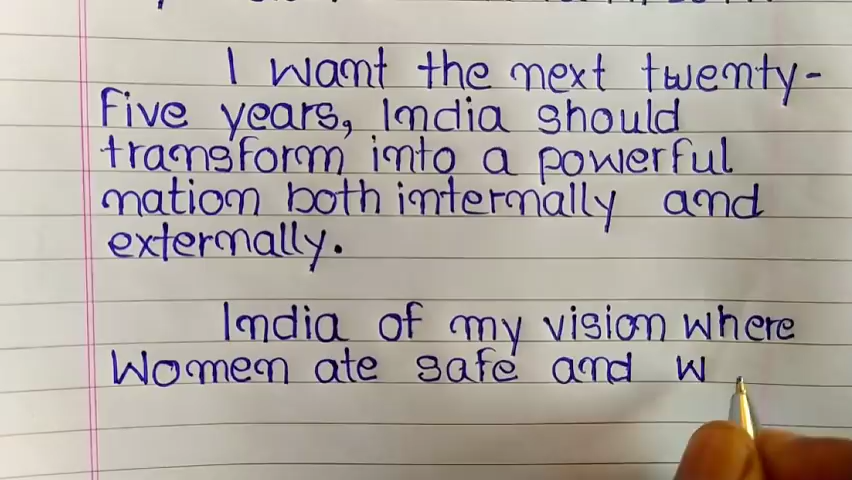 I want the next twenty-
five years, India should
transform into a powerful
nation both internally and
externally.
India of my vision where
Women ate safe and w